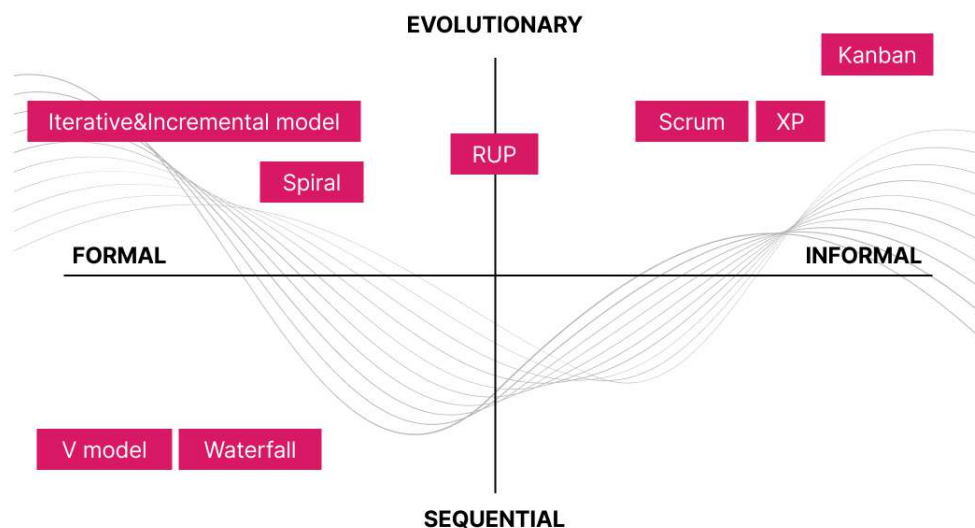 EVOLUTIONARY
Kanban
Iterative&Incremental model
Scrum
XP
RUP
Spiral
FORMAL
INFORMAL
V model
Waterfall
SEQUENTIAL